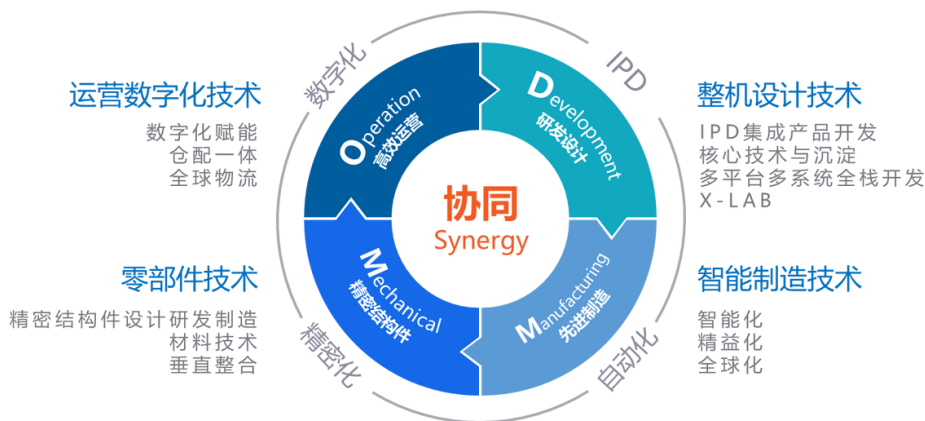 数字化
IPD
运营数字化技术
数字化赋能
仓配一体
全球物流
Operation
高效运营
Development
研发设计
整机设计技术
IPD集成产品开发
核心技术与沉淀
多平台多系统全栈开发
X-LAB
协同
Synergy
零部件技术
精密结构件设计研发制造
材料技术
垂直整合
Mechanical
精密结构件
Manufacturing
先进制造
智能制造技术
智能化
精益化
全球化
精密化
自动化